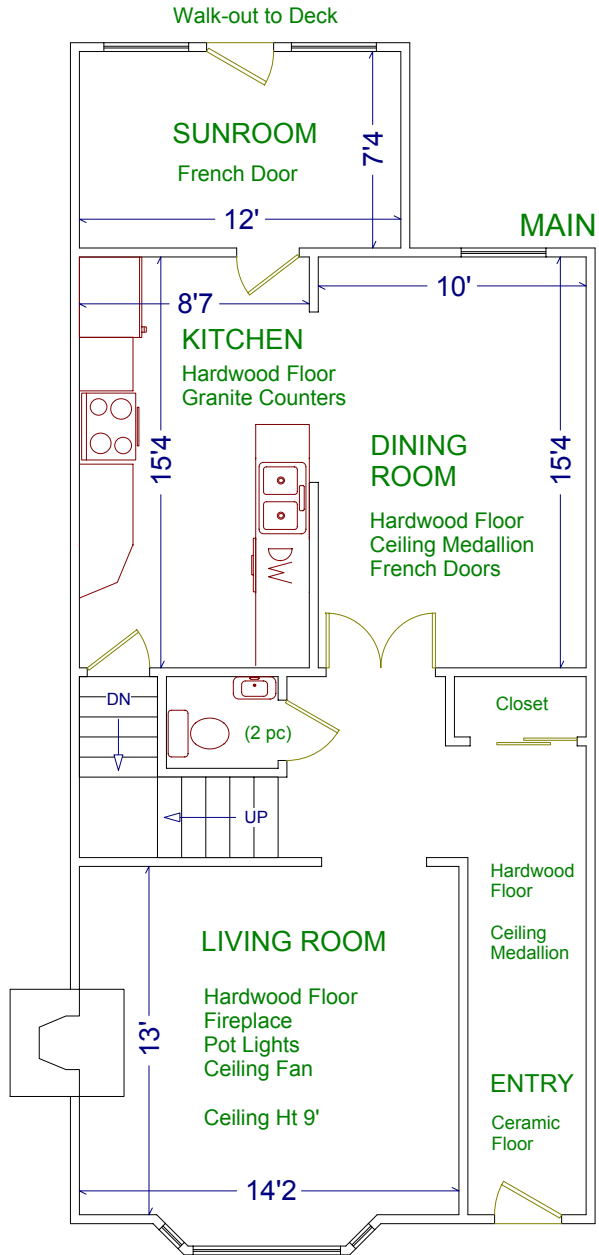 Walk-out to Deck
SUNROOM
French Door
7'4
12'
MAIN
8'7
10'
KITCHEN
Hardwood Floor
Granite Counters
15'4
DINING
ROOM
15'4
Hardwood Floor
Ceiling Medallion
French Doors
DW
DN
(2 pc)
Closet
UP
Hardwood
Floor
Ceiling
Medallion
LIVING ROOM
Hardwood Floor
Fireplace
Pot Lights
Ceiling Fan
Ceiling Ht 9'
13'
14'2
ENTRY
Ceramic
Floor